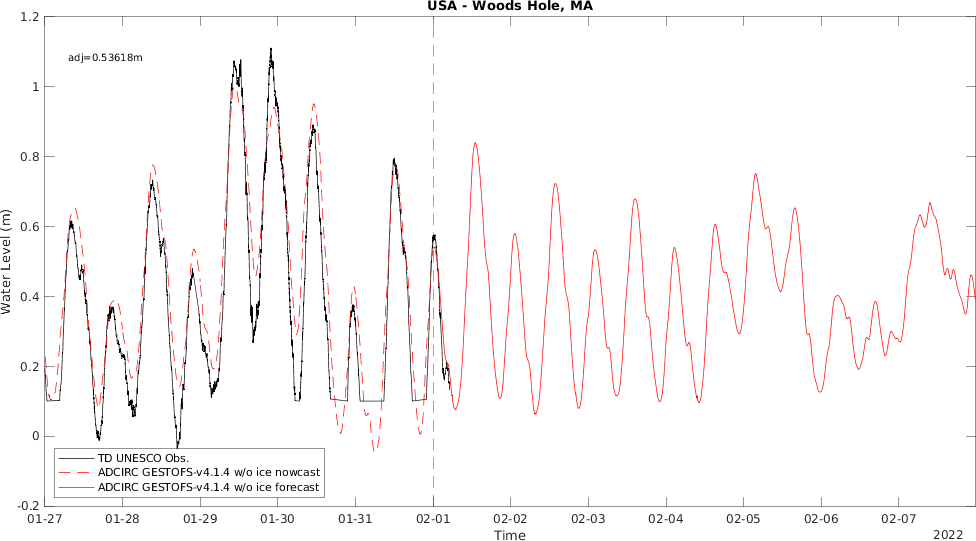 USA - Woods Hole, MA
adj=0.53618m
Water Level (m)
1.2
1
0.8
0.6
0.4
0.2
0
-0.2
TD UNESCO Obs.
ADCIRC GESTOFS-v4.1.4 w/o ice nowcast
ADCIRC GESTOFS-v4.1.4 w/o ice forecast
01-27 01-28 01-29 01-30 01-31 02-01 02-02 02-03 02-04 02-05 02-06 02-07
Time
2022